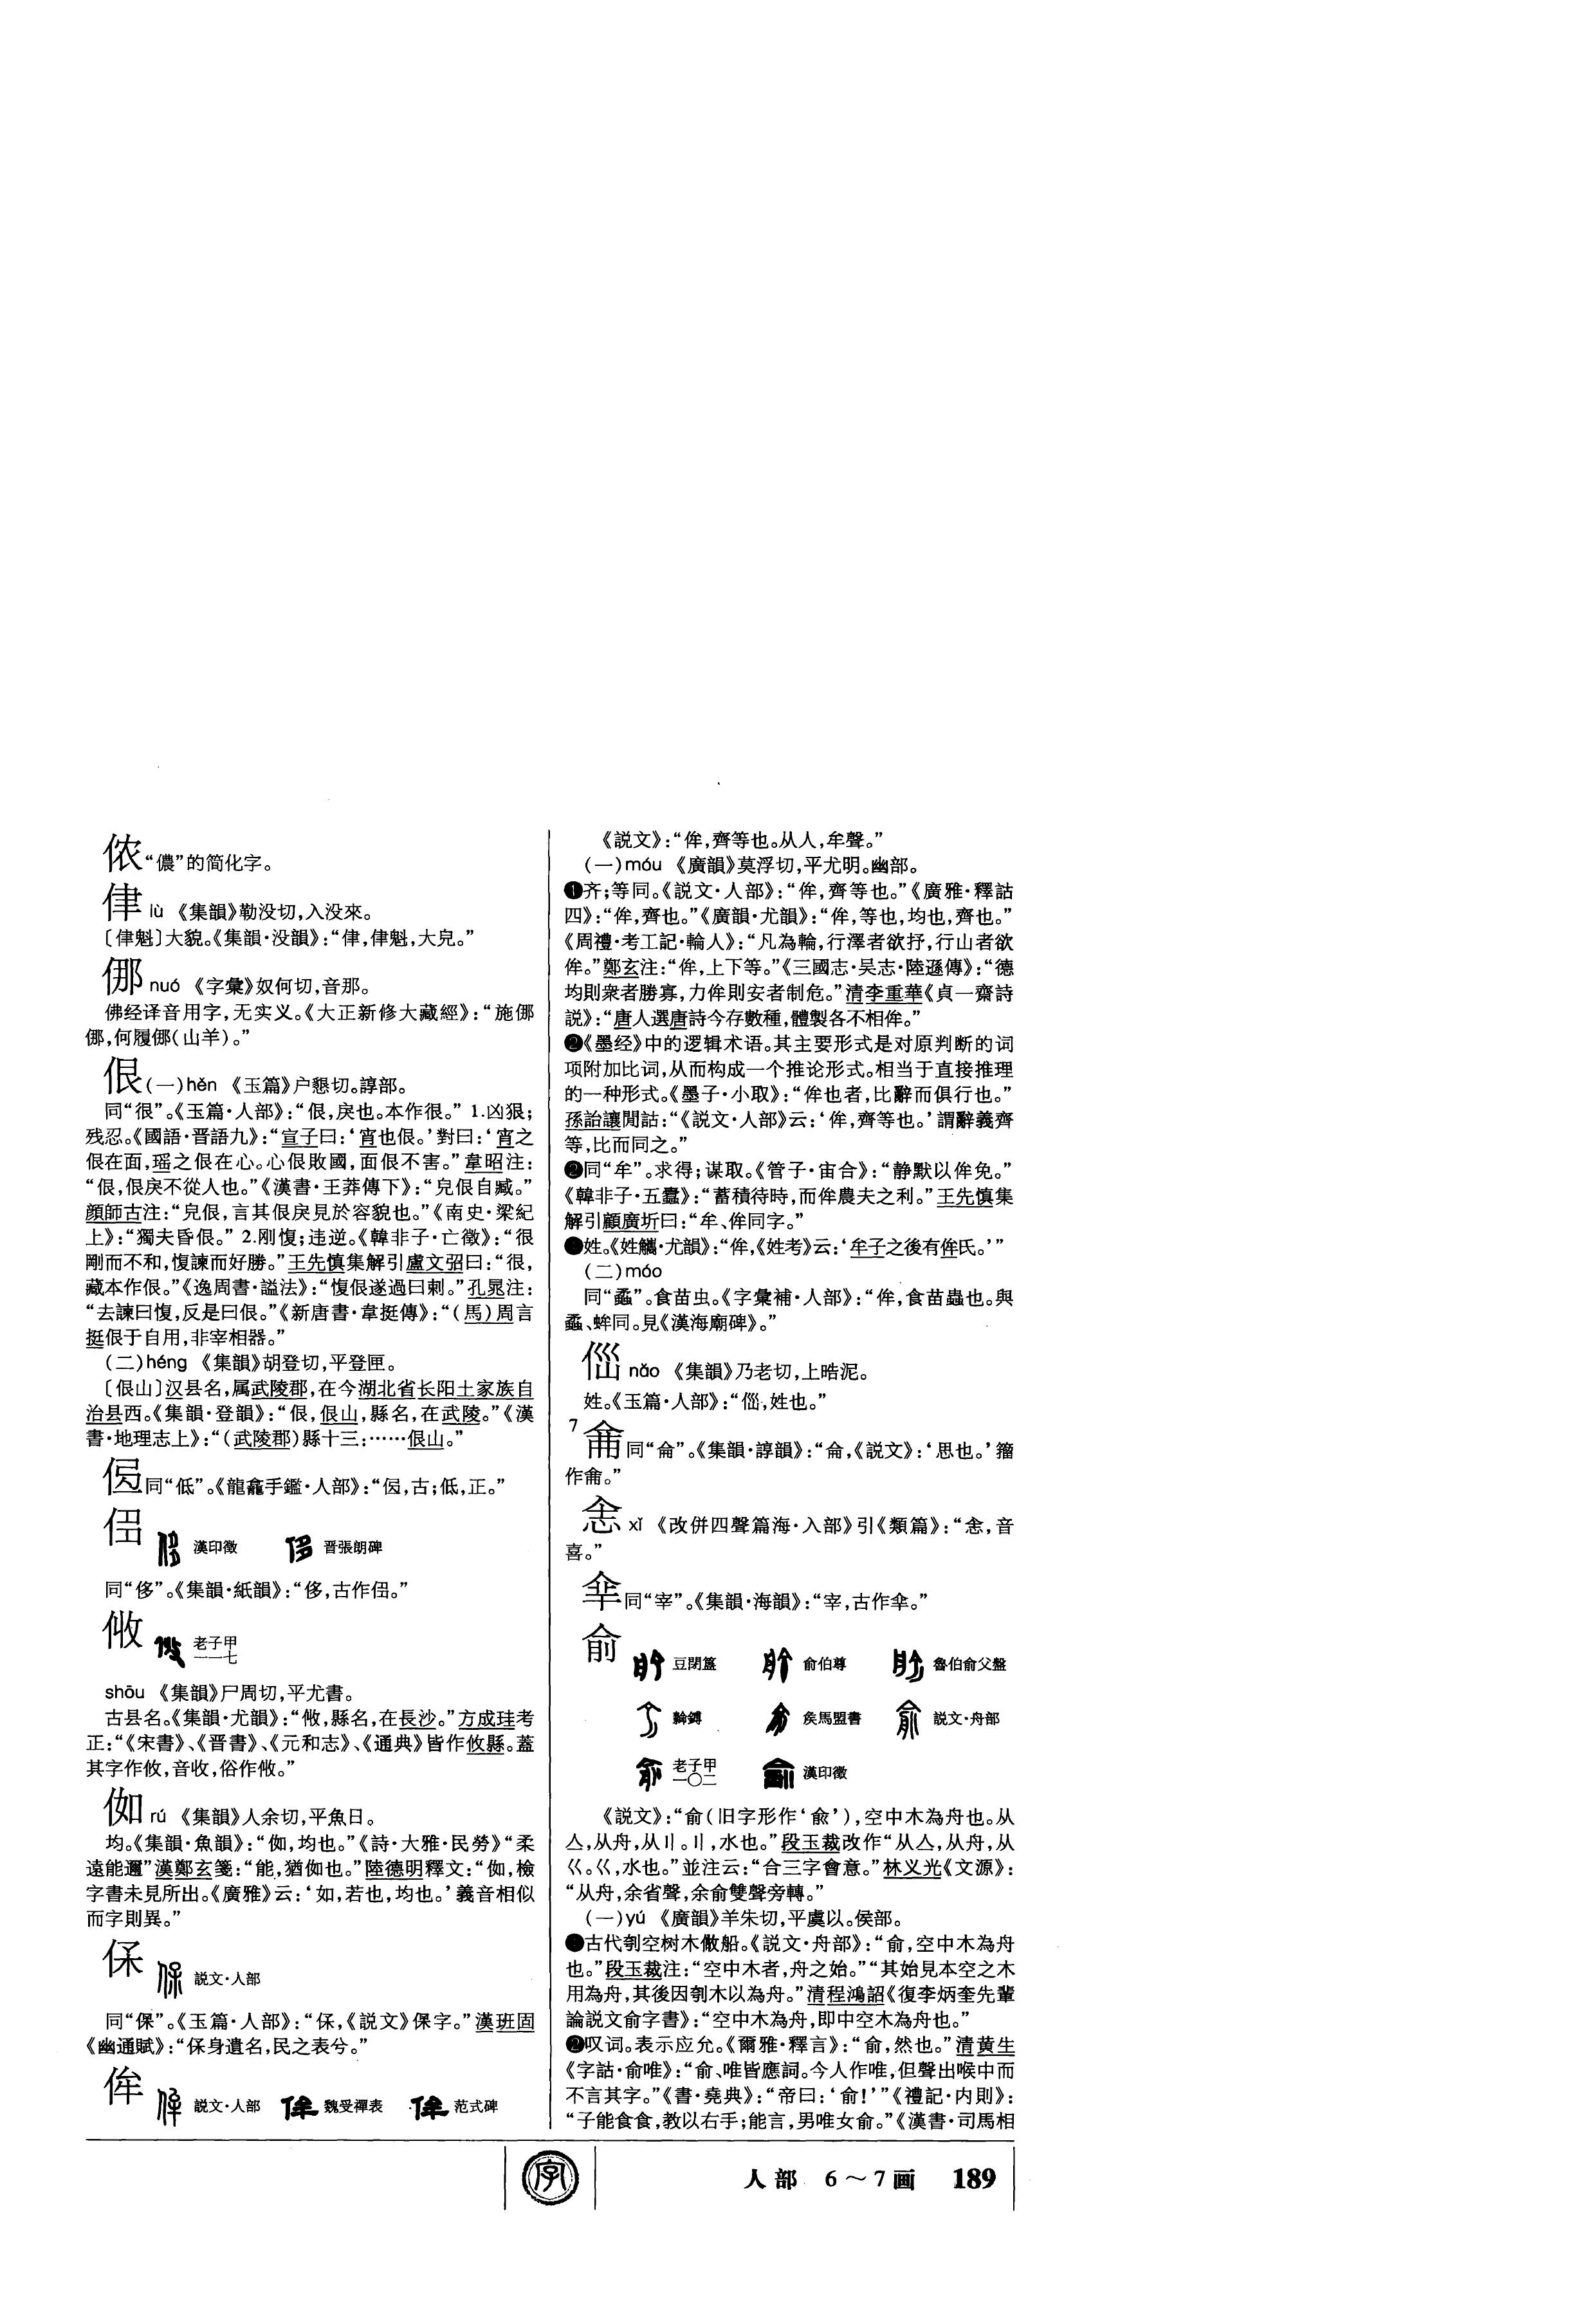 侬“儂”的简化字。
侓 lù 《集韻》勒没切，入没來。
〔侓魁〕大貌。《集韻·没韻》：“侓，侓魁，大皃。”
㑚 nuó 《字彙》奴何切，音那。
佛经译音用字，无实义。《大正新修大藏經》：“施㑚
㑚，何履㑚（山羊）。”
佷（一）hěn 《玉篇》户懇切。諄部。
同“很”。《玉篇·人部》：“佷，戾也。本作很。” 1.凶狠；
残忍。《國語·晋語九》：“宣子曰：‘宵也佷。’對曰：‘宵之
佷在面，瑶之佷在心。心佷敗國，面佷不害。”韋昭注：
“佷，佷戾不從人也。”《漢書·王莽傳下》：“皃佷自臧。”
顔師古注：“皃佷，言其佷戾見於容貌也。”《南史·梁紀
上》：“獨夫昏佷。” 2.刚愎；违逆。《韓非子·亡徵》：“很
剛而不和，愎諫而好勝。”王先慎集解引盧文弨曰：“很，
藏本作佷。”《逸周書·謚法》：“愎佷遂過曰剌。”孔晁注：
“去諫曰愎，反是曰佷。”《新唐書·韋挺傳》：“（馬）周言
挺佷于自用，非宰相器。”
（二）héng 《集韻》胡登切，平登匣。
〔佷山〕汉县名，属武陵郡，在今湖北省长阳土家族自
治县西。《集韻·登韻》：“佷，佷山，縣名，在武陵。”《漢
書·地理志上》：“（武陵郡）縣十三：……佷山。”
同“低”。《龍龕手鑑·人部》：“，古；低，正。”
漢印徵 晋張朗碑
同“侈”。《集韻·紙韻》：“侈，古作。”
老子甲
一一七
shōu 《集韻》尸周切，平尤書。
古县名。《集韻·尤韻》：“，縣名，在長沙。”方成珪考
正：“《宋書》、《晋書》、《元和志》、《通典》皆作攸縣。蓋
其字作攸，音收，俗作。”
侞 rú 《集韻》人余切，平魚日。
均。《集韻·魚韻》：“侞，均也。”《詩·大雅·民勞》“柔
遠能邇”漢鄭玄箋：“能，猶侞也。”陸德明釋文：“侞，檢
字書未見所出。《廣雅》云：‘如，若也，均也。’義音相似
而字則異。”
㑒 説文·人部
同“保”。《玉篇·人部》：“，《説文》保字。”漢班固
《幽通賦》：“身遺名，民之表兮。”
侔 説文·人部 魏受禪表 范式碑
《説文》：“侔，齊等也。从人，牟聲。”
（一）móu 《廣韻》莫浮切，平尤明。幽部。
❶齐；等同。《説文·人部》：“侔，齊等也。”《廣雅·釋詁
四》：“侔，齊也。”《廣韻·尤韻》：“侔，等也，均也，齊也。”
《周禮·考工記·輪人》：“凡為輪，行澤者欲抒，行山者欲
侔。”鄭玄注：“侔，上下等。”《三國志·吴志·陸遜傳》：“德
均則衆者勝寡，力侔則安者制危。”清李重華《貞一齋詩
説》：“唐人選唐詩今存數種，體製各不相侔。”
❷《墨经》中的逻辑术语。其主要形式是对原判断的词
项附加比词，从而构成一个推论形式。相当于直接推理
的一种形式。《墨子·小取》：“侔也者，比辭而俱行也。”
孫詒讓閒詁：“《説文·人部》云：‘侔，齊等也。’謂辭義齊
等，比而同之。”
❷同“牟”。求得；谋取。《管子·宙合》：“静默以侔免。”
《韓非子·五蠹》：“蓄積待時，而侔農夫之利。”王先慎集
解引顧廣圻曰：“牟、侔同字。”
●姓。《姓觿·尤韻》：“侔，《姓考》云：‘牟子之後有侔氏。’”
（二）máo
同“蟊”。食苗虫。《字彙補·人部》：“侔，食苗蟲也。與
蟊、蛑同。見《漢海廟碑》。”
nǎo 《集韻》乃老切，上晧泥。
姓。《玉篇·人部》：“，姓也。”
7 同“侖”。《集韻·諄韻》：“侖，《説文》：‘思也。’籀
作。”
xǐ 《改併四聲篇海·入部》引《類篇》：“，音
喜。”
同“宰”。《集韻·海韻》：“宰，古作。”
俞 豆閉簋 俞伯尊 魯伯俞父盤
鎛 矦馬盟書 説文·舟部
老子甲
一〇二 漢印徵
《説文》：“俞（旧字形作‘兪’），空中木為舟也。从
亼，从舟，从刂。刂，水也。”段玉裁改作“从亼，从舟，从
巜。巜，水也。”並注云：“合三字會意。”林义光《文源》：
“从舟，余省聲，余俞雙聲旁轉。”
（一）yú 《廣韻》羊朱切，平虞以。侯部。
●古代刳空树木做船。《説文·舟部》：“俞，空中木為舟
也。”段玉裁注：“空中木者，舟之始。”“其始見本空之木
用為舟，其後因刳木以為舟。”清程鴻詔《復李炳奎先輩
論説文俞字書》：“空中木為舟，即中空木為舟也。”
❷叹词。表示应允。《爾雅·釋言》：“俞，然也。”清黄生
《字詁·俞唯》：“俞、唯皆應詞。今人作唯，但聲出喉中而
不言其字。”《書·堯典》：“帝曰：‘俞！’”《禮記·内則》：
“子能食食，教以右手；能言，男唯女俞。”《漢書·司馬相
字
人部 6～7画 189